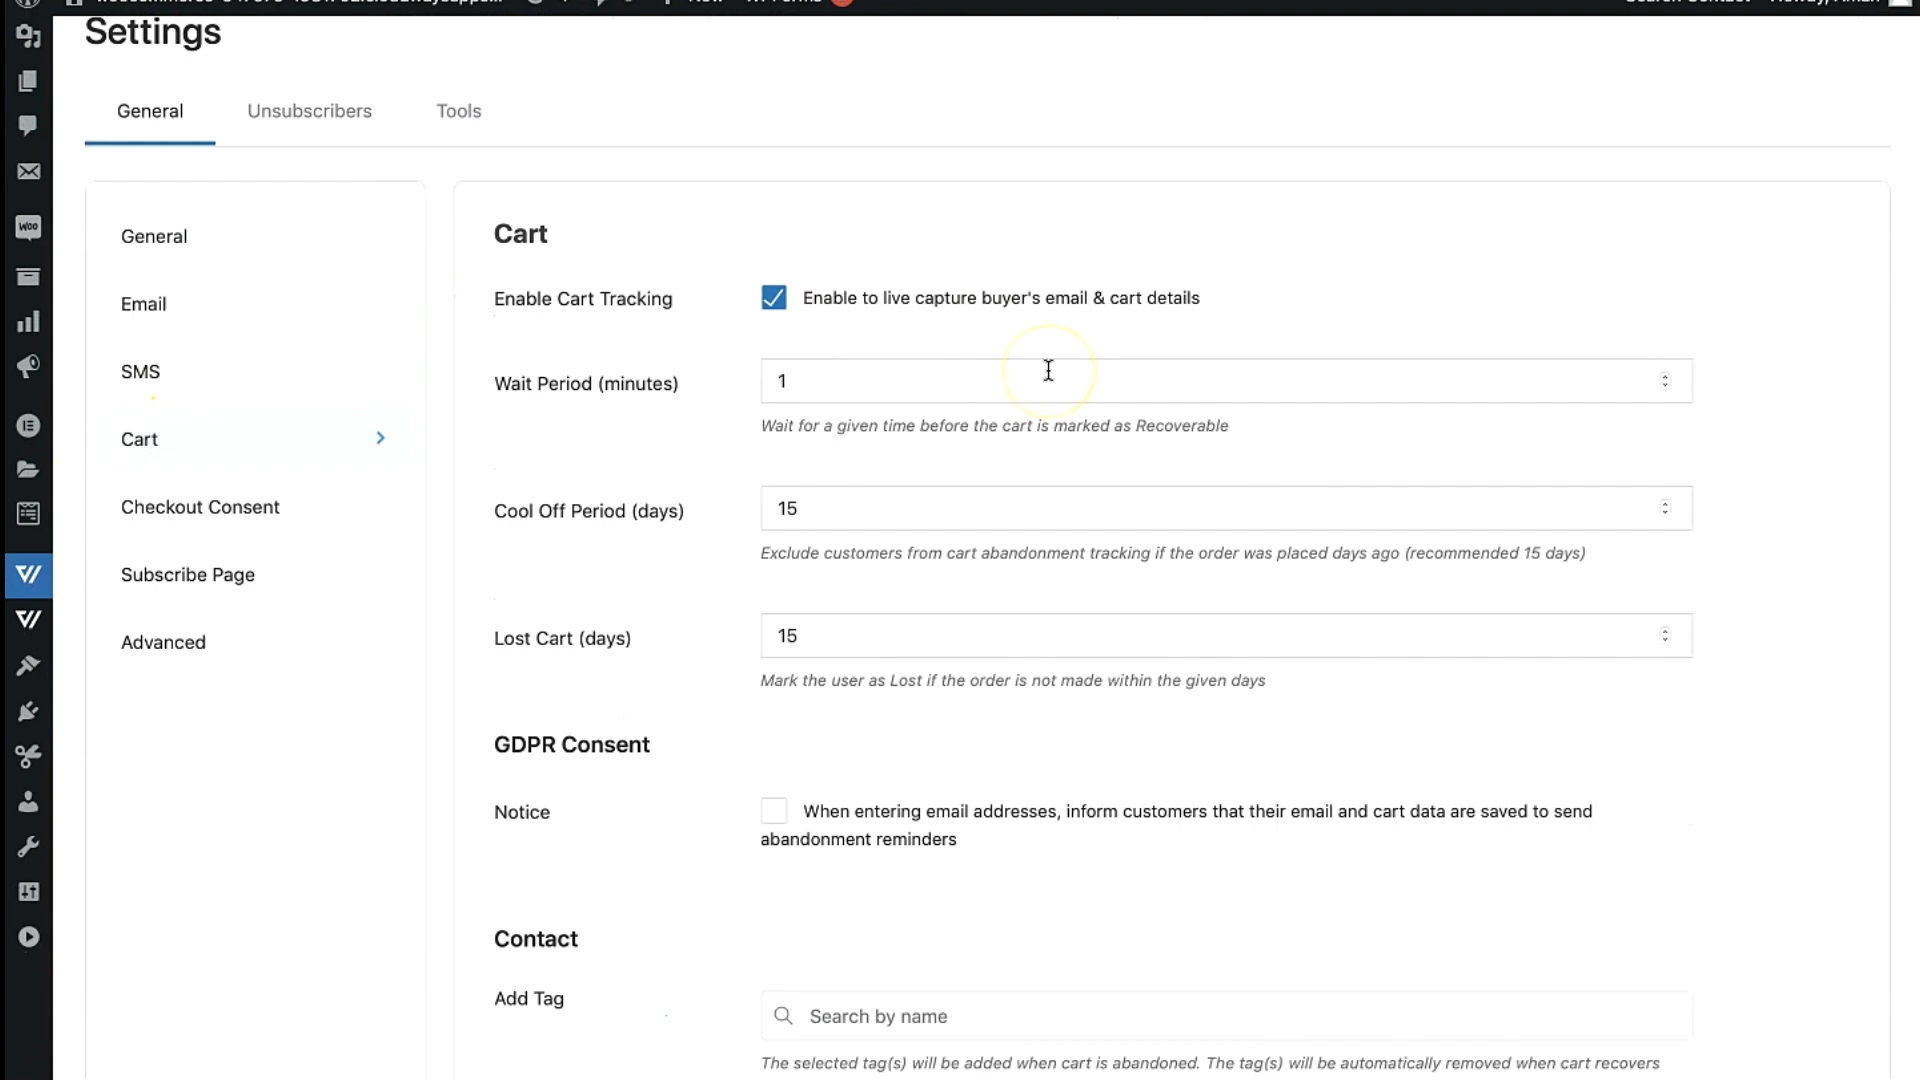 Settings
General
Unsubscribers
Tools
General
Email
SMS
Cart
Checkout Consent
Subscribe Page
Advanced
Cart
Enable Cart Tracking
Enable to live capture buyer's email & cart details
Wait Period (minutes)
1
Wait for a given time before the cart is marked as Recoverable
Cool Off Period (days)
15
Exclude customers from cart abandonment tracking if the order was placed days ago (recommended 15 days)
Lost Cart (days)
15
Mark the user as Lost if the order is not made within the given days
GDPR Consent
Notice
When entering email addresses, inform customers that their email and cart data are saved to send
abandonment reminders
Contact
Add Tag
Search by name
The selected tag(s) will be added when cart is abandoned. The tag(s) will be automatically removed when cart recovers
WOO